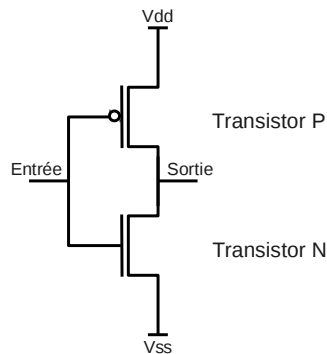 Vdd
Transistor P
Entrée
Sortie
Transistor N
Vss